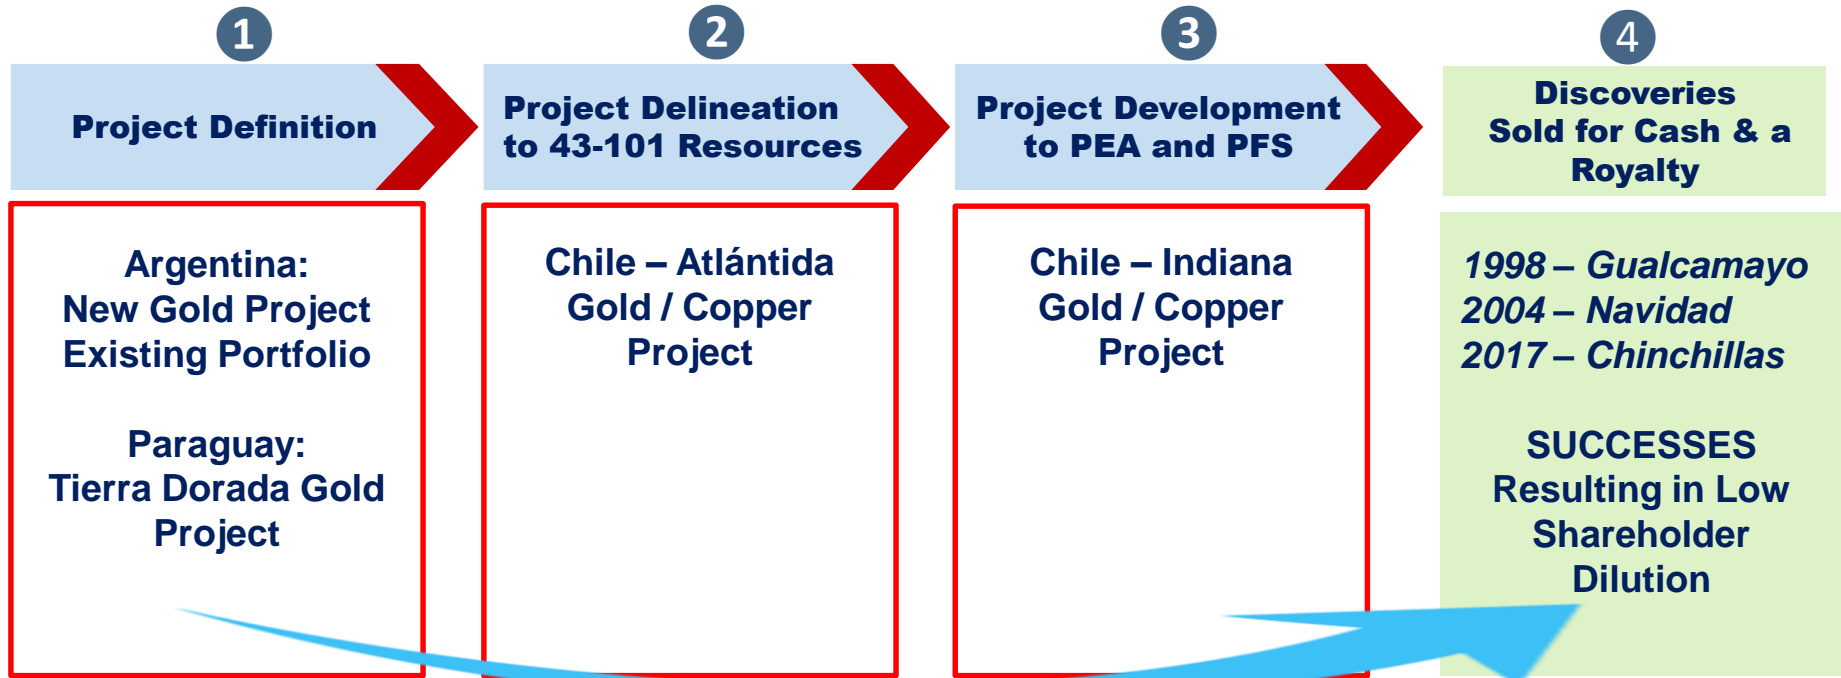 1
Project Definition
Argentina:
New Gold Project
Existing Portfolio
Paraguay:
Tierra Dorada Gold
Project
2
Project Delineation
to 43-101 Resources
Chile – Atlántida
Gold / Copper
Project
3
Project Development
to PEA and PFS
Chile – Indiana
Gold / Copper
Project
4
Discoveries
Sold for Cash & a
Royalty
1998 – Gualcamayo
2004 – Navidad
2017 – Chinchillas
SUCCESSES
Resulting in Low
Shareholder
Dilution